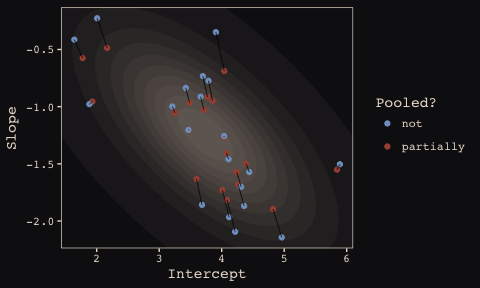 -0.5
-1.0
-1.5
-2.0
Slope
2 3 4 5 6
Intercept
Pooled?
not
partially